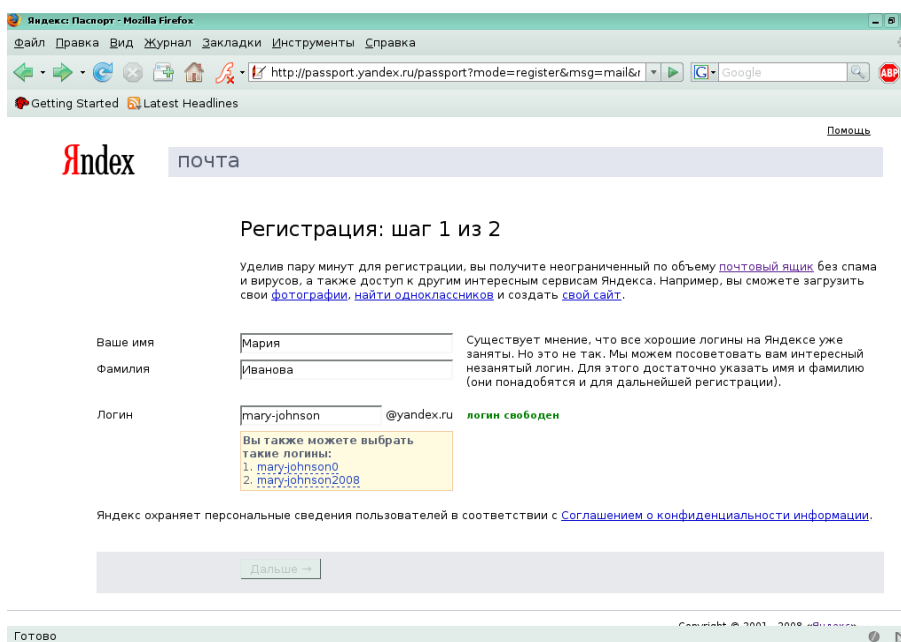 Яндекс: Паспорт - Mozilla Firefox
Файл Правка Вид Журнал Закладки Инструменты Справка
http://passport.yandex.ru/passport?mode=register&msg=mail&r
Google
ABP
Getting Started Latest Headlines
Помощь
Яndex почта
Регистрация: шаг 1 из 2
Уделив пару минут для регистрации, вы получите неограниченный по объему почтовый ящик без спама
и вирусов, а также доступ к другим интересным сервисам Яндекса. Например, вы сможете загрузить
свои фотографии, найти одноклассников и создать свой сайт.
Ваше имя
Мария
Фамилия
Иванова
Существует мнение, что все хорошие логины на Яндексе уже
заняты. Но это не так. Мы можем посоветовать вам интересный
незанятый логин. Для этого достаточно указать имя и фамилию
(они понадобятся и для дальнейшей регистрации).
Логин
mary-johnson @yandex.ru логин свободен
Вы также можете выбрать
такие логины:
1. mary-johnson0
2. mary-johnson2008
Яндекс охраняет персональные сведения пользователей в соответствии с Соглашением о конфиденциальности информации.
Дальше →
Copyright © 2001—2008 «Яндекс»
Готово